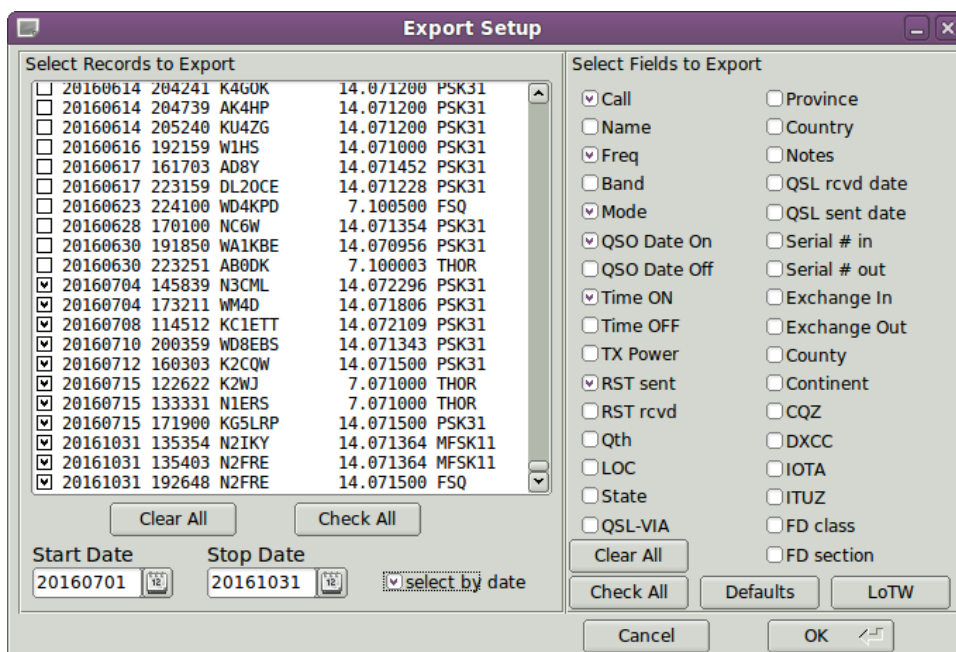 Export Setup
Select Records to Export
20160614 204241 K4GOK 14.071200 PSK31
20160614 204739 AK4HP 14.071200 PSK31
20160614 205240 KU4ZG 14.071200 PSK31
20160616 192159 W1HS 14.071000 PSK31
20160617 161703 AD8Y 14.071452 PSK31
20160617 223159 DL2OCE 14.071228 PSK31
20160623 224100 WD4KPD 7.100500 FSQ
20160628 170100 NC6W 14.071354 PSK31
20160630 191850 WA1KBE 14.070956 PSK31
20160630 223251 AB0DK 7.100003 THOR
20160704 145839 N3CML 14.072296 PSK31
20160704 173211 WM4D 14.071806 PSK31
20160708 114512 KC1ETT 14.072109 PSK31
20160710 200359 WD8EBS 14.071343 PSK31
20160712 160303 K2CQW 14.071500 PSK31
20160715 122622 K2WJ 7.071000 THOR
20160715 133331 N1ERS 7.071000 THOR
20160715 171900 KG5LRP 14.071500 PSK31
20161031 135354 N2IKY 14.071364 MFSK11
20161031 135403 N2FRE 14.071364 MFSK11
20161031 192648 N2FRE 14.071500 FSQ
Clear All Check All
Start Date Stop Date
20160701 12 20161031 12 select by date
Select Fields to Export
Call Province
Name Country
Freq Notes
Band QSL rcvd date
Mode QSL sent date
QSO Date On Serial # in
QSO Date Off Serial # out
Time ON Exchange In
Time OFF Exchange Out
TX Power County
RST sent Continent
RST rcvd CQZ
Qth DXCC
LOC IOTA
State ITUZ
QSL-VIA FD class
Clear All FD section
Check All Defaults LoTW
Cancel OK